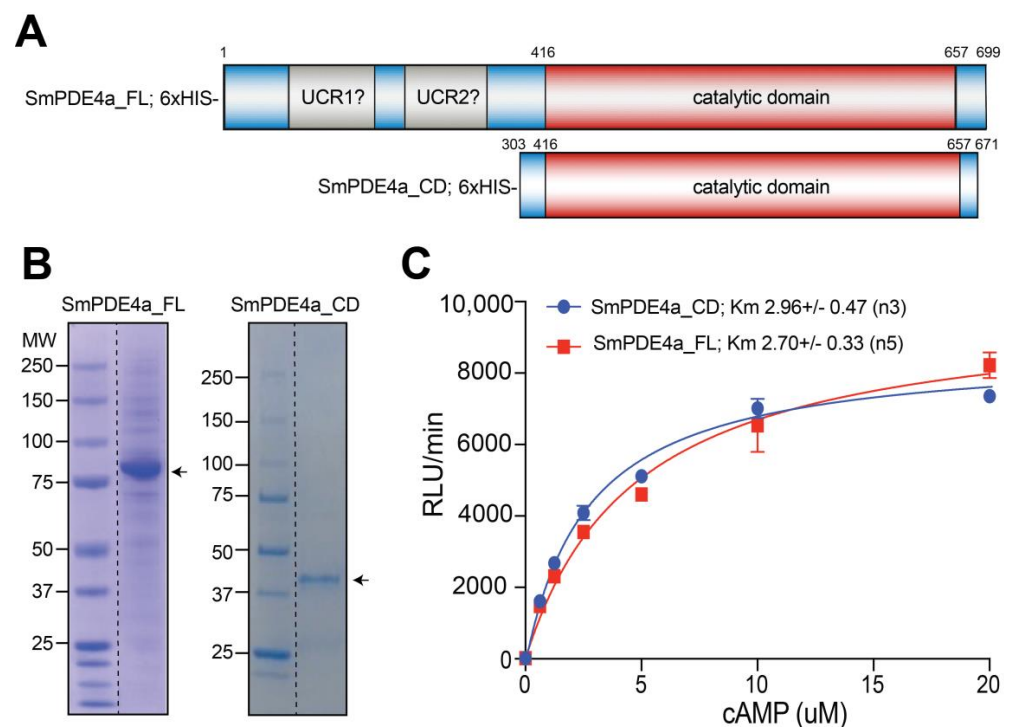 A
1 416 657 699
SmPDE4a_FL; 6xHIS- UCR1? UCR2? catalytic domain
303 416 657 671
SmPDE4a_CD; 6xHIS- catalytic domain
B
SmPDE4a_FL SmPDE4a_CD
MW
250
150
100
75
50
37
25
250
150
100
75
50
37
25
C
10,000
8000
6000
4000
2000
0
RLU/min
SmPDE4a_CD; Km 2.96+/- 0.47 (n3)
SmPDE4a_FL; Km 2.70+/- 0.33 (n5)
0 5 10 15 20
cAMP (uM)